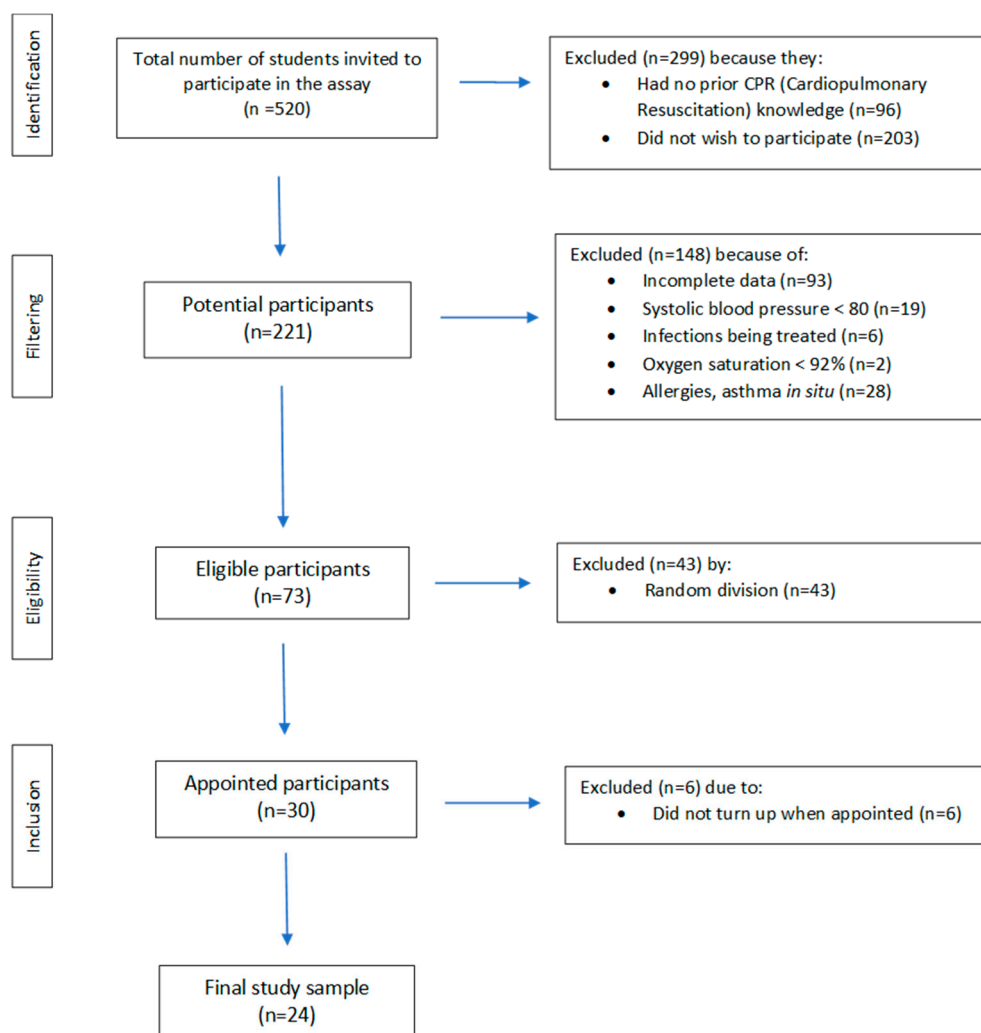 Identification
Total number of students invited to
participate in the assay
(n =520)
Excluded (n=299) because they:
• Had no prior CPR (Cardiopulmonary
Resuscitation) knowledge (n=96)
• Did not wish to participate (n=203)
Filtering
Potential participants
(n=221)
Excluded (n=148) because of:
• Incomplete data (n=93)
• Systolic blood pressure < 80 (n=19)
• Infections being treated (n=6)
• Oxygen saturation < 92% (n=2)
• Allergies, asthma in situ (n=28)
Eligibility
Eligible participants
(n=73)
Excluded (n=43) by:
• Random division (n=43)
Inclusion
Appointed participants
(n=30)
Excluded (n=6) due to:
• Did not turn up when appointed (n=6)
Final study sample
(n=24)